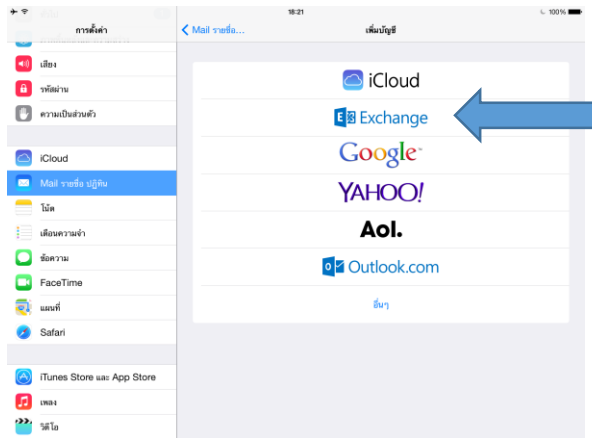 18:21
100%
การตั้งค่า
Mail รายชื่อ...
เพิ่มบัญชี
เสียง
รหัสผ่าน
ความเป็นส่วนตัว
iCloud
Mail รายชื่อ ปฏิทิน
โน้ต
เตือนความจำ
ข้อความ
FaceTime
แผนที่
Safari
iTunes Store และ App Store
เพลง
วิดีโอ
iCloud
Exchange
Google
YAHOO!
Aol.
Outlook.com
อื่นๆ